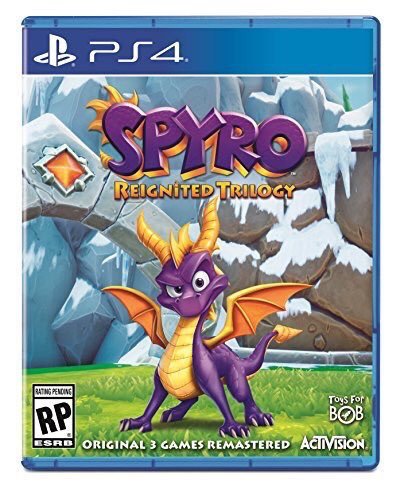 PS4
SPYRO
REIGNITED TRILOGY
RATING PENDING
RP
ESRB
ORIGINAL 3 GAMES REMASTERED
TOYS FOR
BOB
ACTIVISION